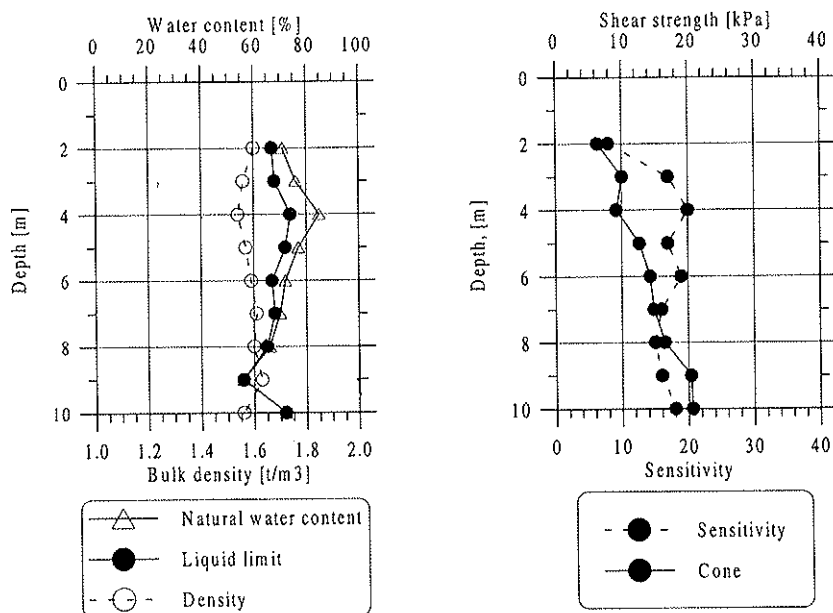 Water content [%]
0 20 40 60 80 100
0
2
4
6
8
10
Depth [m]
1.0 1.2 1.4 1.6 1.8 2.0
Bulk density [t/m3]
Natural water content
Liquid limit
Density
Shear strength [kPa]
0 10 20 30 40
0
2
4
6
8
10
Depth, [m]
0 10 20 30 40
Sensitivity
Sensitivity
Cone